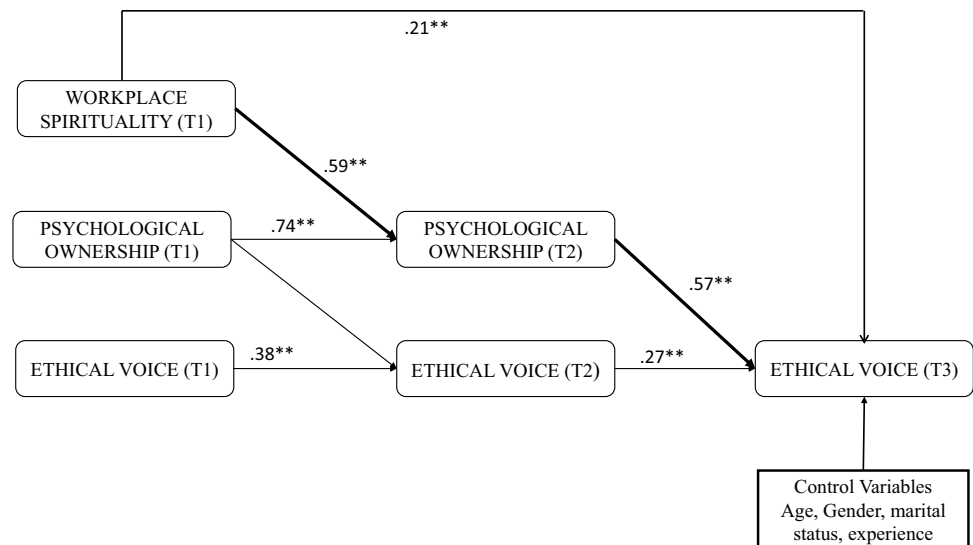 .21**
WORKPLACE
SPIRITUALITY (T1)
.59**
PSYCHOLOGICAL
OWNERSHIP (T1)
.74**
PSYCHOLOGICAL
OWNERSHIP (T2)
.57**
ETHICAL VOICE (T1)
.38**
ETHICAL VOICE (T2)
.27**
ETHICAL VOICE (T3)
Control Variables
Age, Gender, marital
status, experience